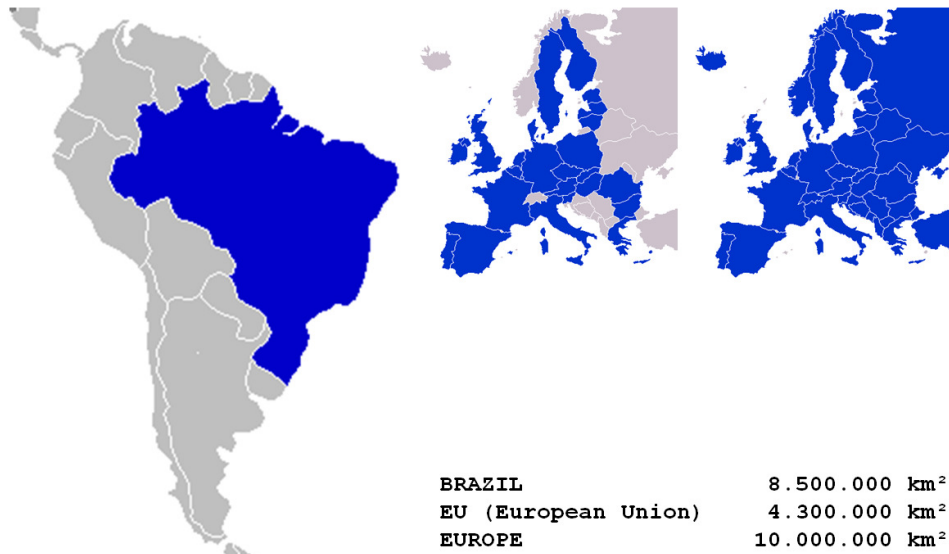 BRAZIL 8.500.000 km²
EU (European Union) 4.300.000 km²
EUROPE 10.000.000 km²